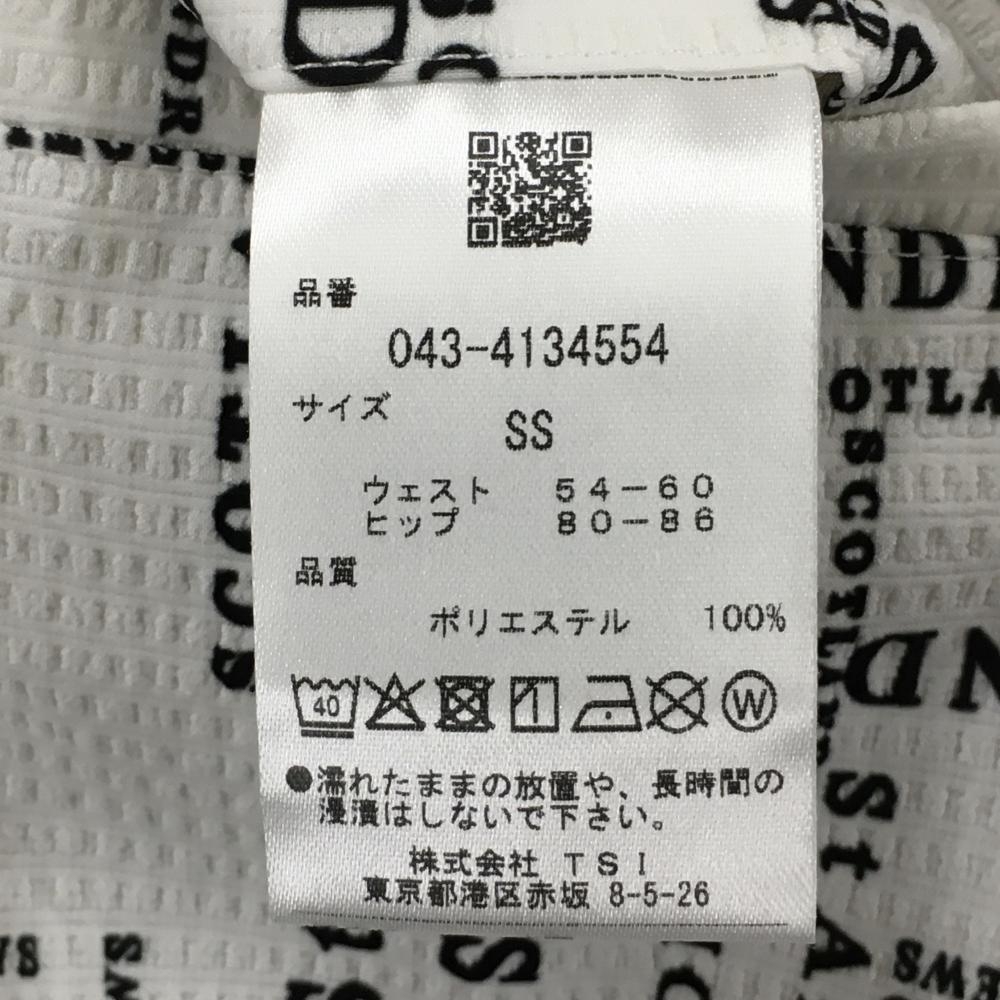 品番
043-4134554
サイズ
SS
ウェスト 54-60
ヒップ 80-86
品質
ポリエステル 100%
40
W
●濡れたままの放置や、長時間の
浸漬はしないで下さい。
株式会社 TSI
東京都港区赤坂 8-5-26